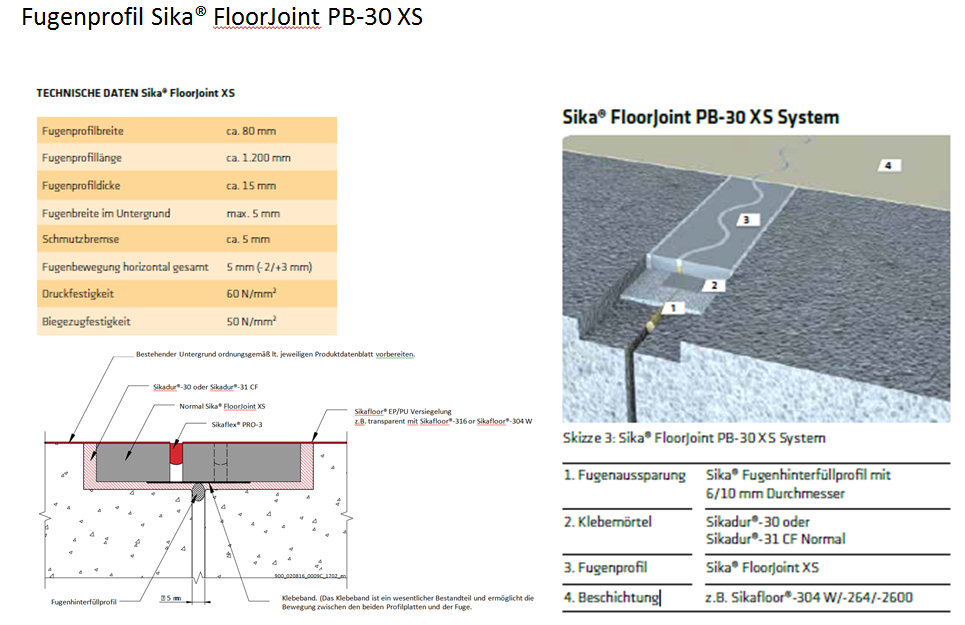 Fugenprofil Sika® FloorJoint PB-30 XS
TECHNISCHE DATEN Sika® FloorJoint XS
Fugenprofilbreite ca. 80 mm
Fugenprofillänge ca. 1.200 mm
Fugenprofildicke ca. 15 mm
Fugenbreite im Untergrund max. 5 mm
Schmutzbremse ca. 5 mm
Fugenbewegung horizontal gesamt 5 mm (-2/+3 mm)
Druckfestigkeit 60 N/mm²
Biegezugfestigkeit 50 N/mm²
Bestehender Untergrund ordnungsgemäß lt. jeweiligen Produktdatenblatt vorbereiten.
Sikadur®-30 oder Sikadur®-31 CF
Normal Sika® FloorJoint XS
Sikaflex® PRO-3
Sikafloor® EP/PU Versiegelung
z.B. transparent mit Sikafloor®-316 or Sikafloor®-304 W
900_020816_0009C_1702_m
Fugenhinterfüllprofil
5 mm
Klebeband. (Das Klebeband ist ein wesentlicher Bestandteil und ermöglicht die
Bewegung zwischen den beiden Profilplatten und der Fuge.
Sika® FloorJoint PB-30 XS System
4
3
2
1
Skizze 3: Sika® FloorJoint PB-30 XS System
1. Fugenaussparung Sika® Fugenhinterfüllprofil mit
6/10 mm Durchmesser
2. Klebemörtel Sikadur®-30 oder
Sikadur®-31 CF Normal
3. Fugenprofil Sika® FloorJoint XS
4. Beschichtung z.B. Sikafloor®-304 W/-264/-2600